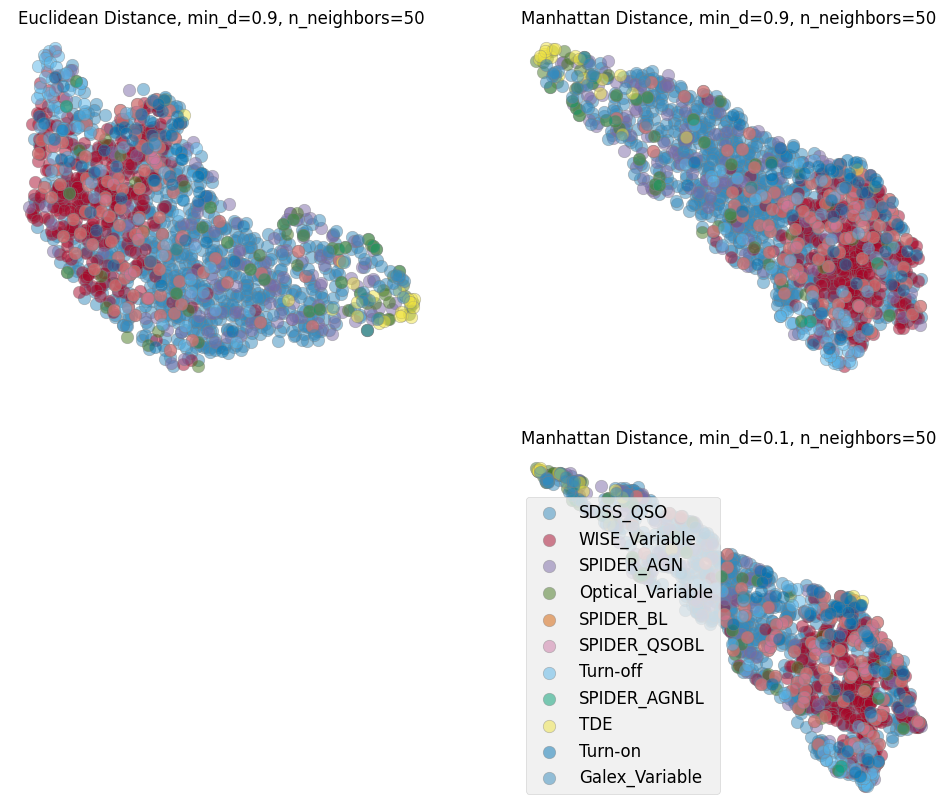 Euclidean Distance, min_d=0.9, n_neighbors=50
Manhattan Distance, min_d=0.9, n_neighbors=50
Manhattan Distance, min_d=0.1, n_neighbors=50
SDSS_QSO
WISE_Variable
SPIDER_AGN
Optical_Variable
SPIDER_BL
SPIDER_QSOBL
Turn-off
SPIDER_AGNBL
TDE
Turn-on
Galex_Variable